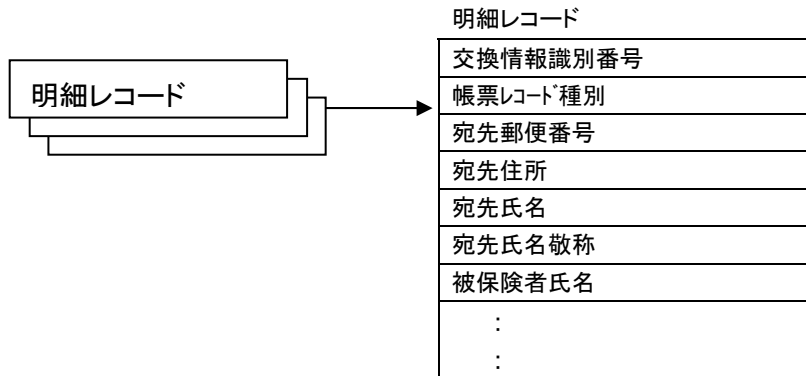 明細レコード
明細レコード
交換情報識別番号
帳票ﾚｺｰﾄﾞ種別
宛先郵便番号
宛先住所
宛先氏名
宛先氏名敬称
被保険者氏名
:
: